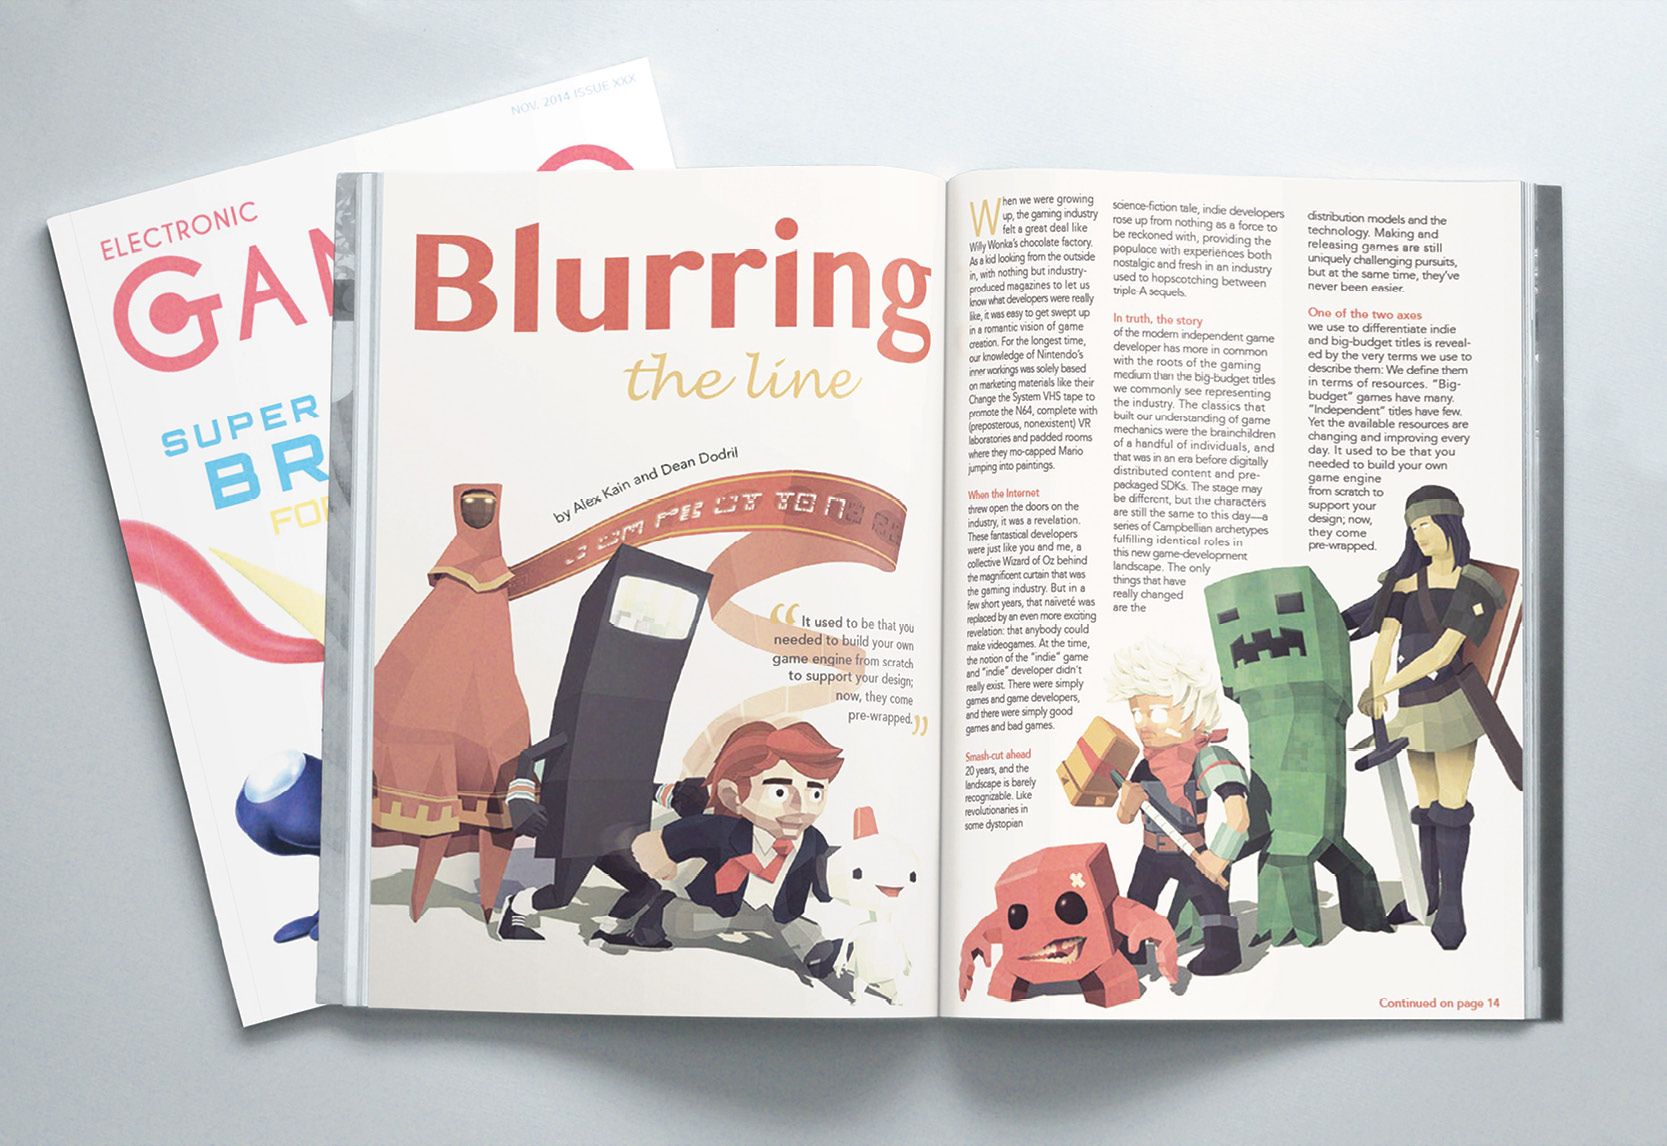 NOV. 2014 ISSUE XXX
ELECTRONIC
SUPER
FO
Blurring
the line
by Alex Kain and Dean Dodril
“ It used to be that you
needed to build your own
game engine from scratch
to support your design;
now, they come
pre-wrapped.”
When we were growing
up, the gaming industry
felt a great deal like
Willy Wonka's chocolate factory.
As a kid looking from the outside
in, with nothing but industry-
produced magazines to let us
know what developers were really
like, it was easy to get swept up
in a romantic vision of game
creation. For the longest time,
our knowledge of Nintendo's
inner workings was solely based
on marketing materials like their
Change the System VHS tape to
promote the N64, complete with
(preposterous, nonexistent) VR
laboratories and padded rooms
where they mo-capped Mario
jumping into paintings.
When the Internet
threw open the doors on the
industry, it was a revelation.
These fantastical developers
were just like you and me, a
collective Wizard of Oz behind
the magnificent curtain that was
the gaming industry. But in a
few short years, that naïveté was
replaced by an even more exciting
revelation: that anybody could
make videogames. At the time,
the notion of the "indie" game
and "indie" developer didn't
really exist. There were simply
games and game developers,
and there were simply good
games and bad games.
Smash-cut ahead
20 years, and the
landscape is barely
recognizable. Like
revolutionaries in
some dystopian
science-fiction tale, indie developers
rose up from nothing as a force to
be reckoned with, providing the
populace with experiences both
nostalgic and fresh in an industry
used to hopscotching between
triple-A sequels.
In truth, the story
of the modern independent game
developer has more in common
with the roots of the gaming
medium than the big-budget titles
we commonly see representing
the industry. The classics that
built our understanding of game
mechanics were the brainchildren
of a handful of individuals, and
that was in an era before digitally
distributed content and pre-
packaged SDKs. The stage may
be different, but the characters
are still the same to this day—a
series of Campbellian archetypes
fulfilling identical roles in
this new game-development
landscape. The only
things that have
really changed
are the
distribution models and the
technology. Making and
releasing games are still
uniquely challenging pursuits,
but at the same time, they've
never been easier.
One of the two axes
we use to differentiate indie
and big-budget titles is reveal-
ed by the very terms we use to
describe them: We define them
in terms of resources. "Big-
budget" games have many.
"Independent" titles have few.
Yet the available resources are
changing and improving every
day. It used to be that you
needed to build your own
game engine
from scratch to
support your
design; now,
they come
pre-wrapped.
Continued on page 14